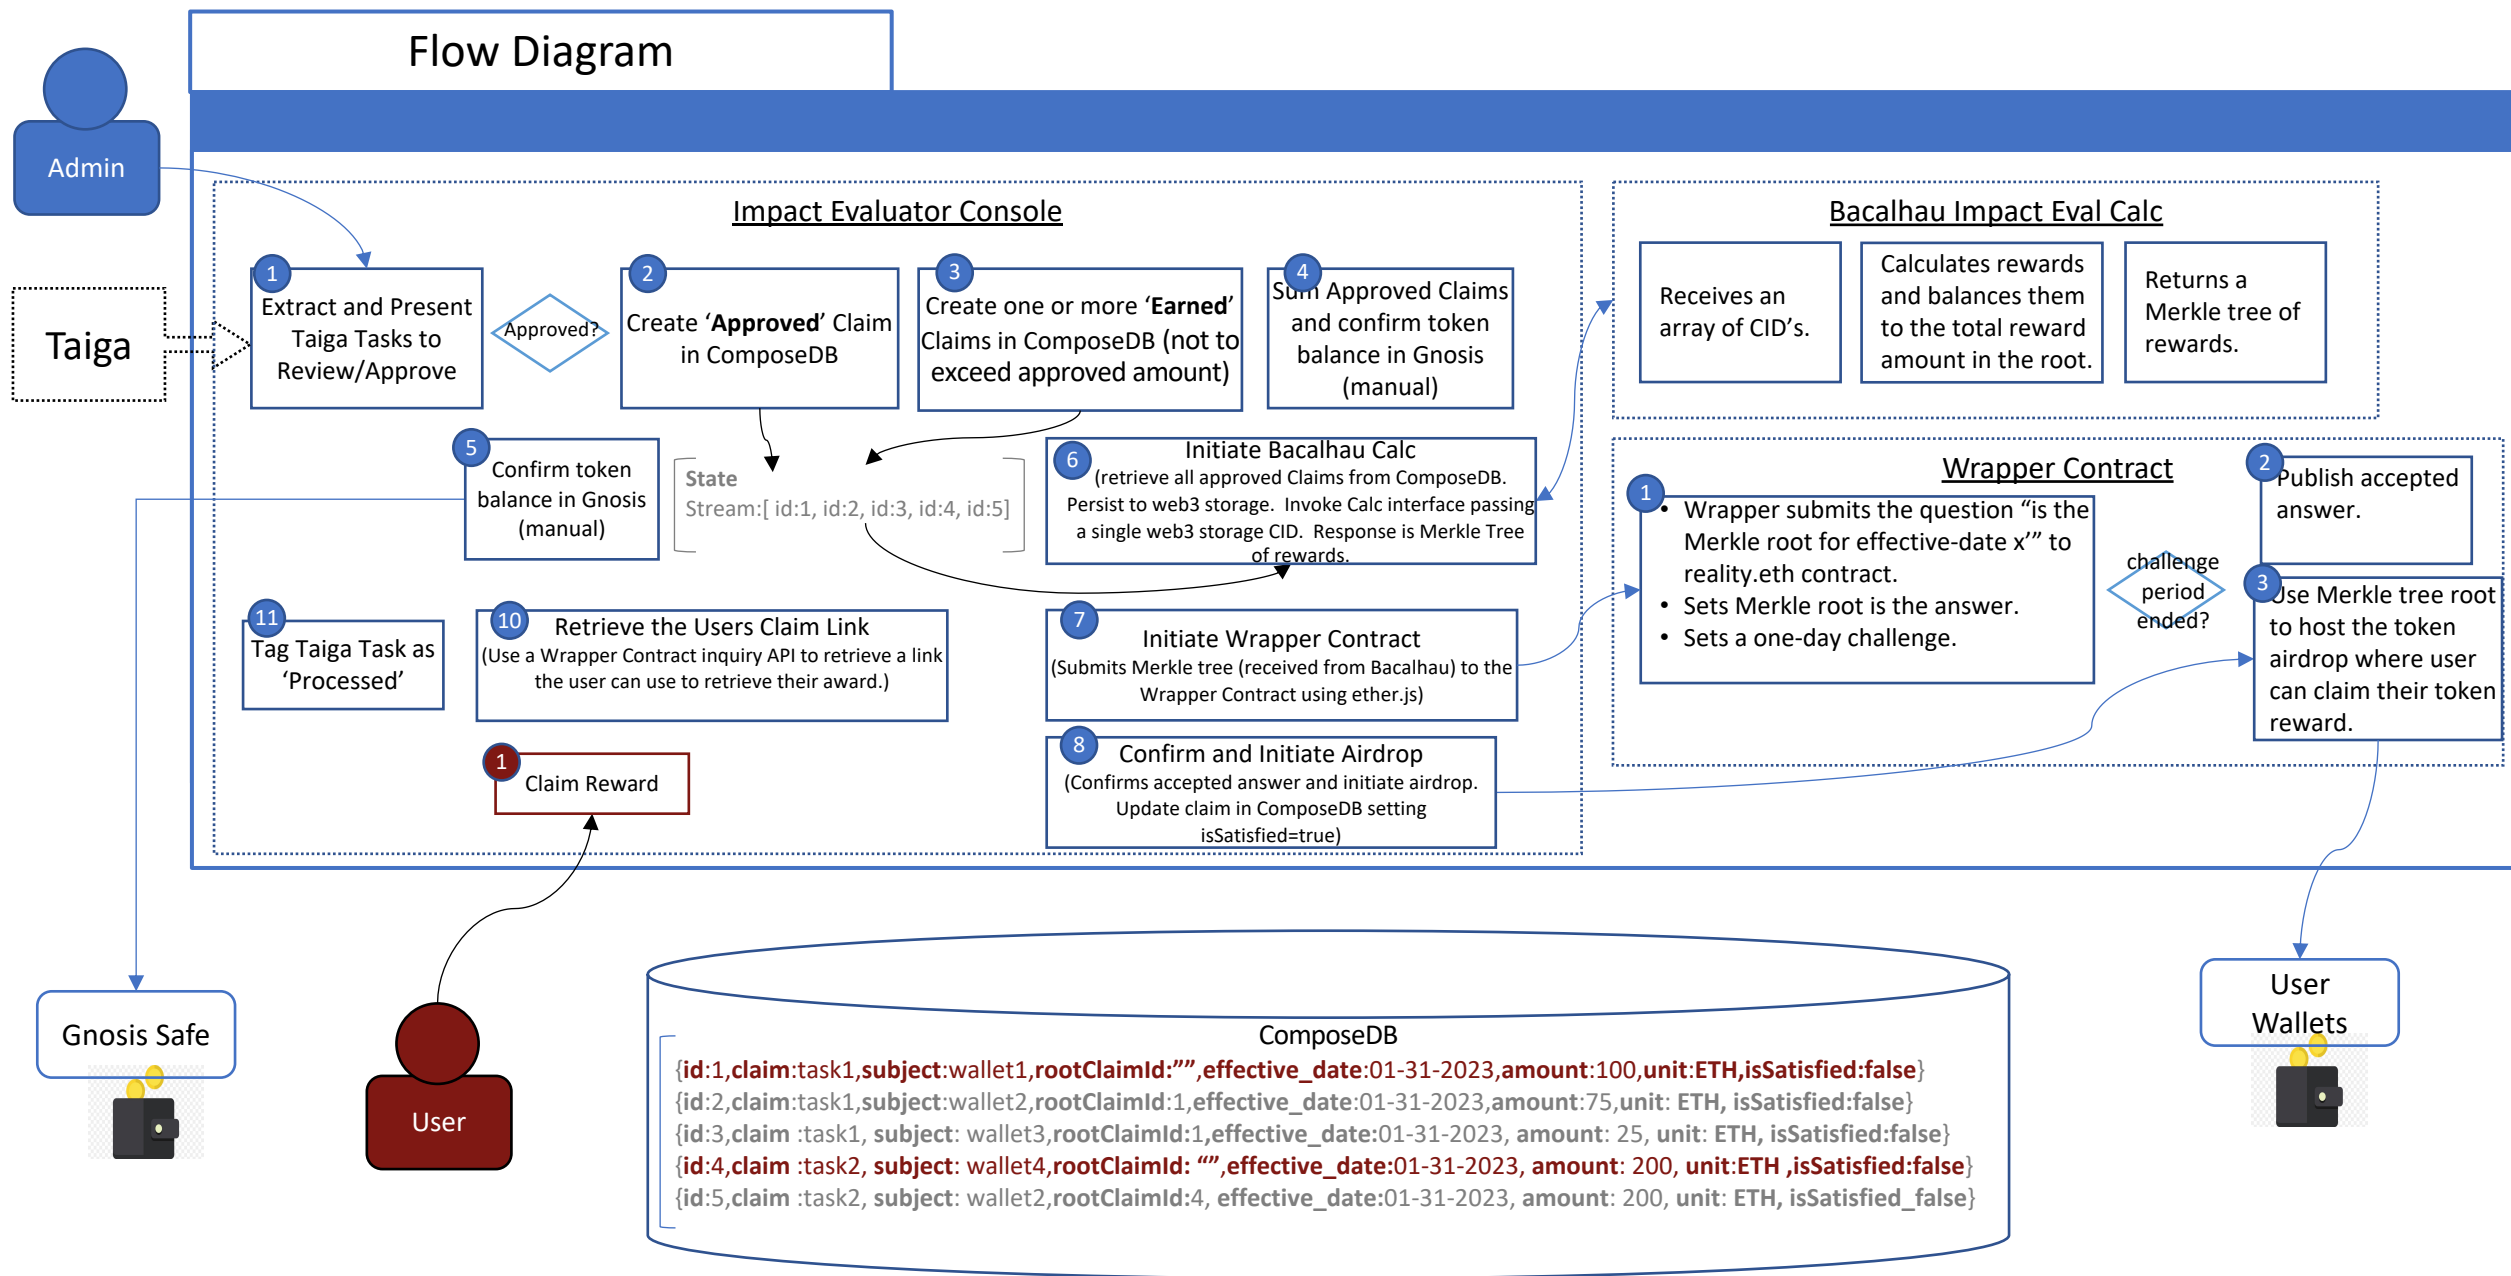 Flow Diagram
Admin
Taiga
Impact Evaluator Console
1
Extract and Present
Taiga Tasks to
Review/Approve
Approved?
2
Create ‘Approved’ Claim
in ComposeDB
3
Create one or more ‘Earned’
Claims in ComposeDB (not to
exceed approved amount)
4
Sum Approved Claims
and confirm token
balance in Gnosis
(manual)
5
Confirm token
balance in Gnosis
(manual)
State
Stream:[ id:1, id:2, id:3, id:4, id:5]
6
Initiate Bacalhau Calc
(retrieve all approved Claims from ComposeDB.
Persist to web3 storage.  Invoke Calc interface passing
a single web3 storage CID.  Response is Merkle Tree
of rewards.
11
Tag Taiga Task as
‘Processed’
10
Retrieve the Users Claim Link
(Use a Wrapper Contract inquiry API to retrieve a link
the user can use to retrieve their award.)
7
Initiate Wrapper Contract
(Submits Merkle tree (received from Bacalhau) to the
Wrapper Contract using ether.js)
1
Claim Reward
8
Confirm and Initiate Airdrop
(Confirms accepted answer and initiate airdrop.
Update claim in ComposeDB setting
isSatisfied=true)
Bacalhau Impact Eval Calc
Receives an
array of CID’s.
Calculates rewards
and balances them
to the total reward
amount in the root.
Returns a
Merkle tree of
rewards.
Wrapper Contract
1
• Wrapper submits the question “is the
Merkle root for effective-date x’” to
reality.eth contract.
• Sets Merkle root is the answer.
• Sets a one-day challenge.
challenge
period
ended?
2
Publish accepted
answer.
3
Use Merkle tree root
to host the token
airdrop where user
can claim their token
reward.
Gnosis Safe
User
User
Wallets
ComposeDB
{id:1,claim:task1,subject:wallet1,rootClaimId:””,effective_date:01-31-2023,amount:100,unit:ETH,isSatisfied:false}
{id:2,claim:task1,subject:wallet2,rootClaimId:1,effective_date:01-31-2023,amount:75,unit: ETH, isSatisfied:false}
{id:3,claim :task1, subject: wallet3,rootClaimId:1,effective_date:01-31-2023, amount: 25, unit: ETH, isSatisfied:false}
{id:4,claim :task2, subject: wallet4,rootClaimId: “”,effective_date:01-31-2023, amount: 200, unit:ETH ,isSatisfied:false}
{id:5,claim :task2, subject: wallet2,rootClaimId:4, effective_date:01-31-2023, amount: 200, unit: ETH, isSatisfied_false}